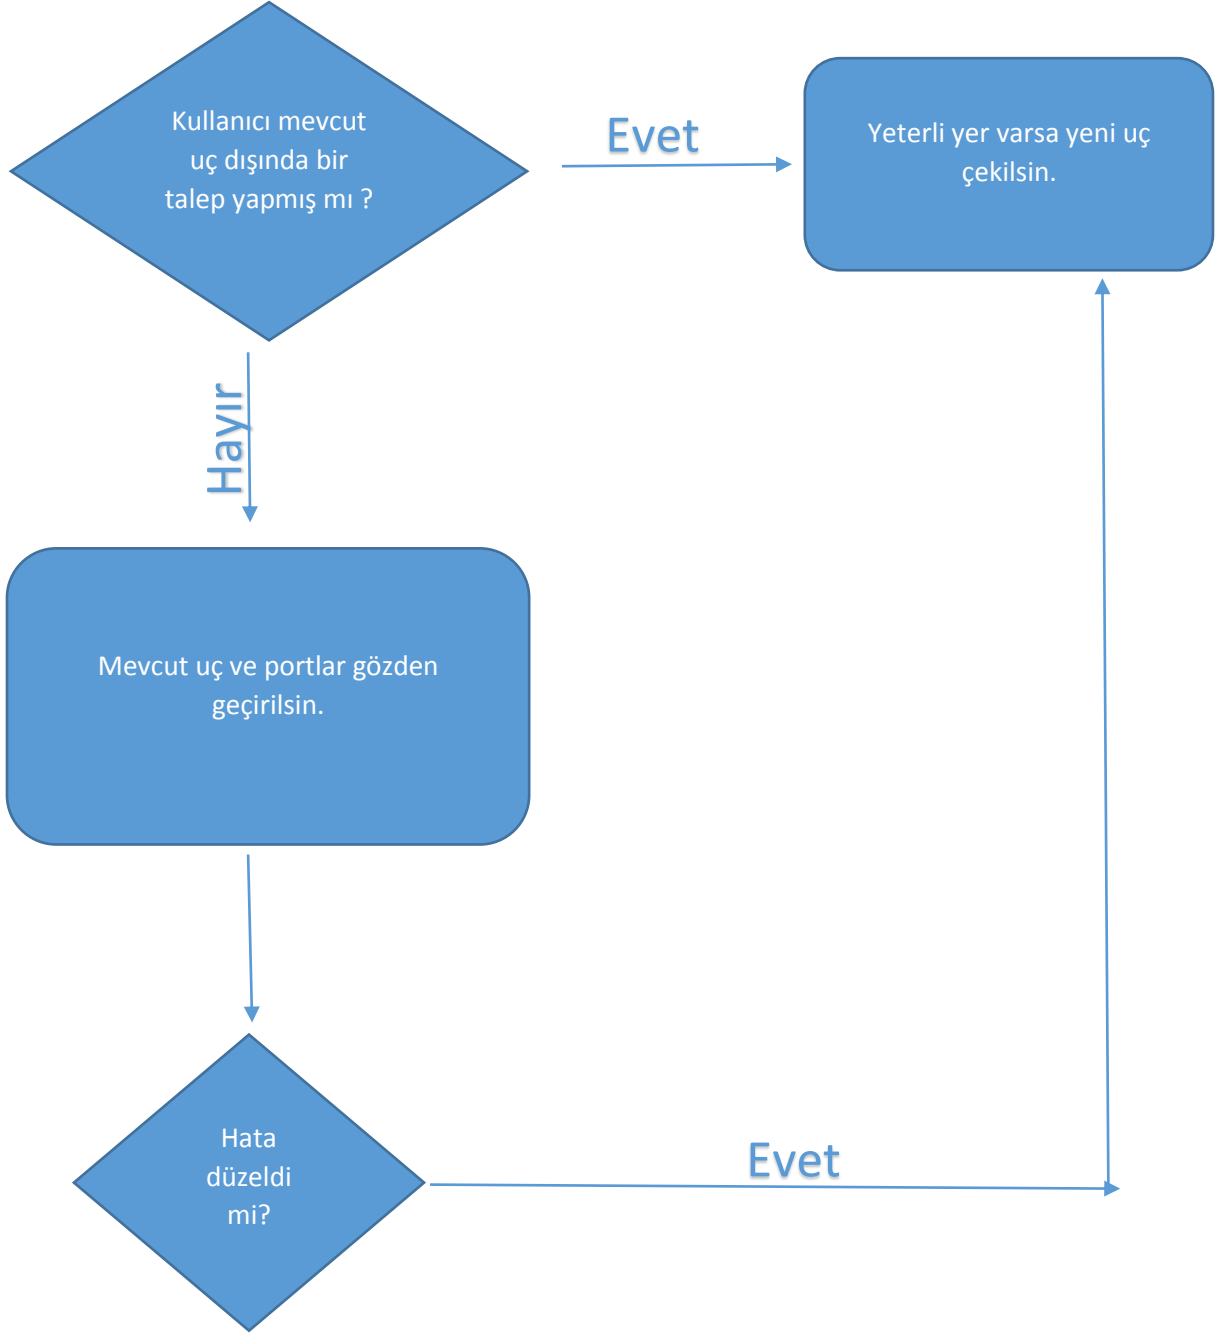 Kullanıcı mevcut
uç dışında bir
talep yapmış mı ?
Evet
Yeterli yer varsa yeni uç
çekilsin.
Hayır
Mevcut uç ve portlar gözden
geçirilsin.
Hata
düzeldi
mi?
Evet